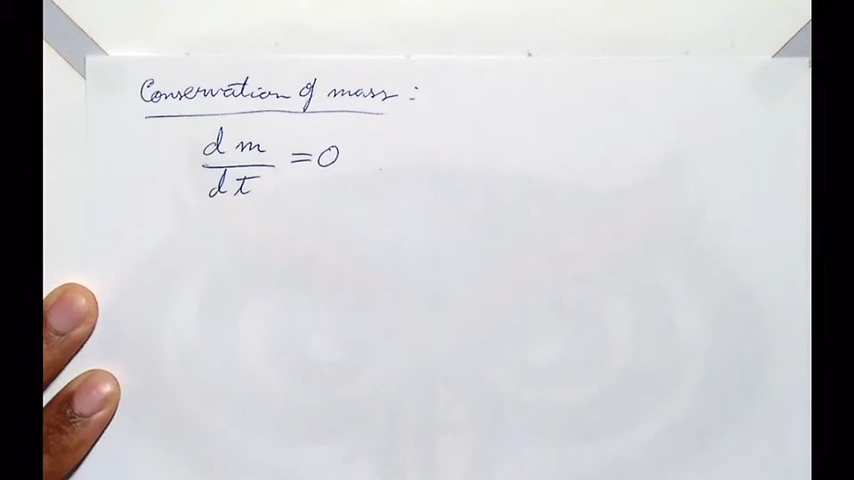 Conservation of mass :
dm/dt = 0